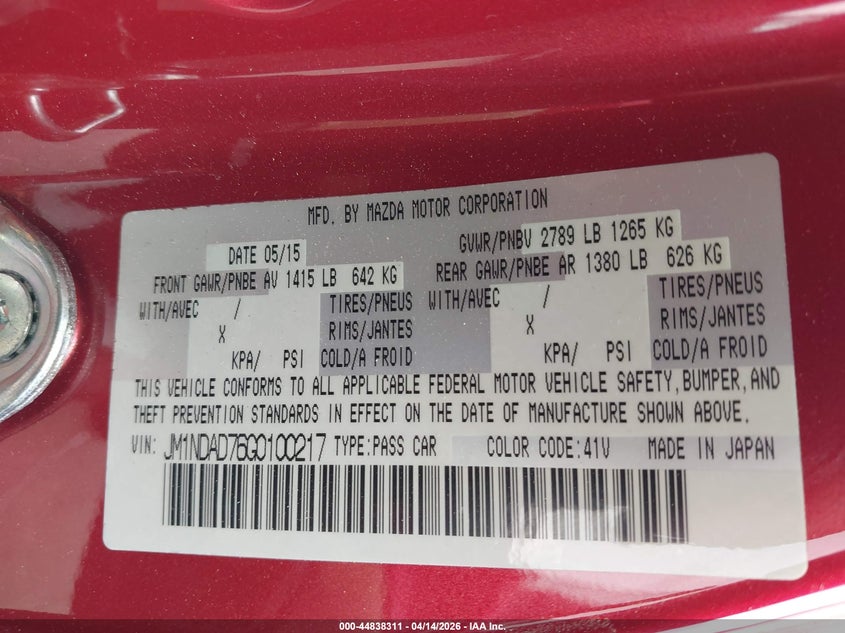 MFD. BY MAZDA MOTOR CORPORATION
DATE 05/15 GVWR/PNBV 2789 LB 1265 KG
FRONT GAWR/PNBE AV 1415 LB 642 KG REAR GAWR/PNBE AR 1380 LB 626 KG
WITH/AVEC / TIRES/PNEUS WITH/AVEC / TIRES/PNEUS
X RIMS/JANTES X RIMS/JANTES
KPA/ PSI COLD/A FROID KPA/ PSI COLD/A FROID
THIS VEHICLE CONFORMS TO ALL APPLICABLE FEDERAL MOTOR VEHICLE SAFETY, BUMPER, AND
THEFT PREVENTION STANDARDS IN EFFECT ON THE DATE OF MANUFACTURE SHOWN ABOVE.
VIN: JM1NDAD76G0100217 TYPE:PASS CAR COLOR CODE:41V MADE IN JAPAN
000-44838311 - 04/14/2026 - IAA Inc.